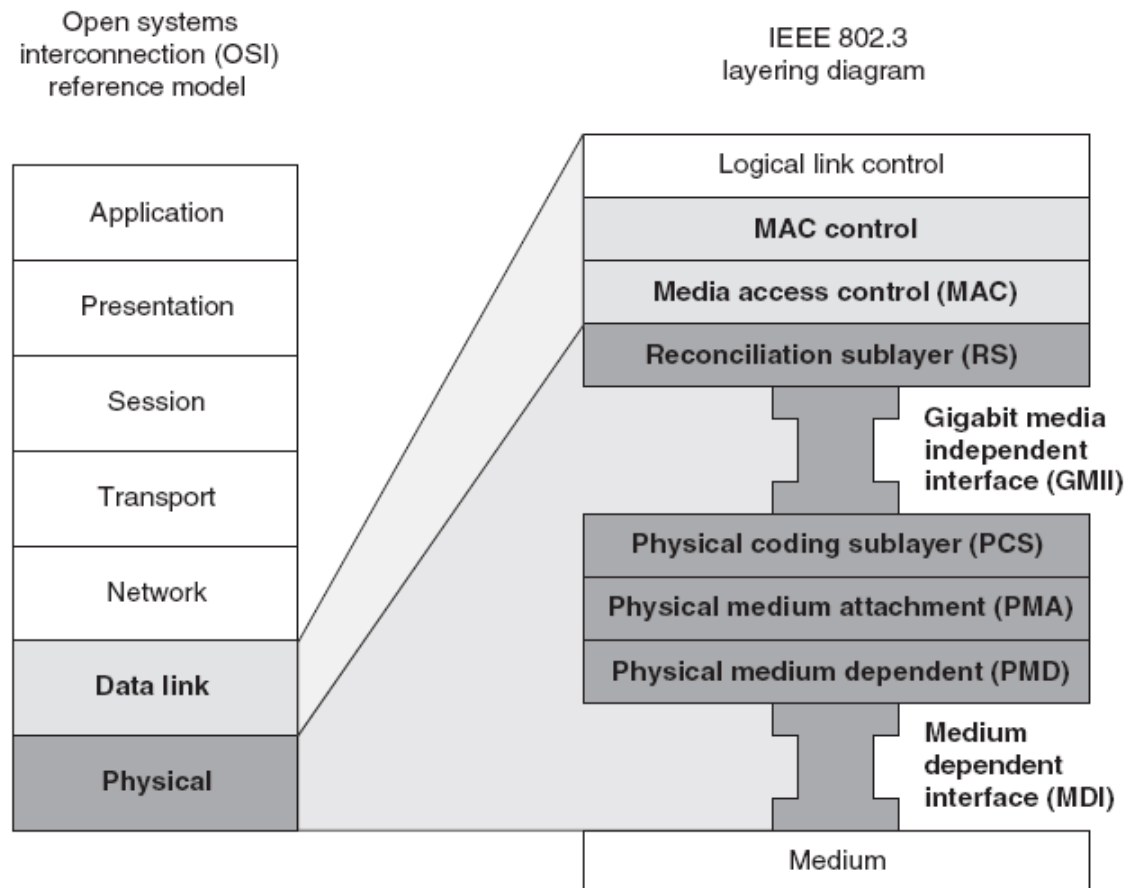 Open systems
interconnection (OSI)
reference model
IEEE 802.3
layering diagram
Application
Presentation
Session
Transport
Network
Data link
Physical
Logical link control
MAC control
Media access control (MAC)
Reconciliation sublayer (RS)
Gigabit media
independent
interface (GMII)
Physical coding sublayer (PCS)
Physical medium attachment (PMA)
Physical medium dependent (PMD)
Medium
dependent
interface (MDI)
Medium